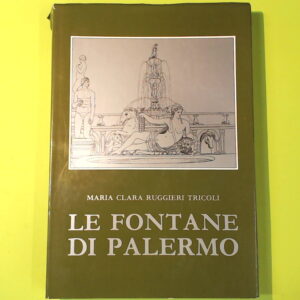 MARIA CLARA RUGGIERI TRICOLI
LE FONTANE
DI PALERMO